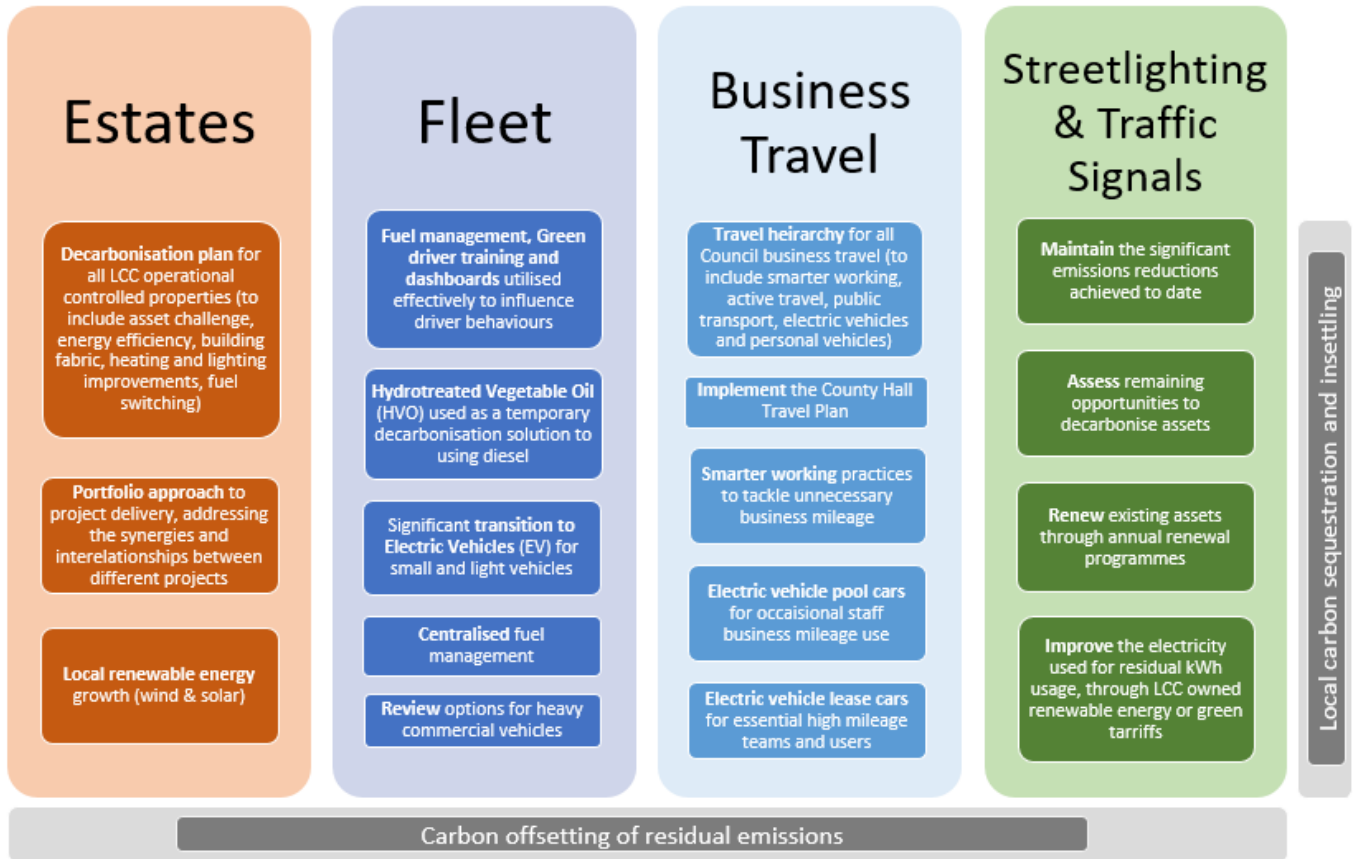 Estates
Decarbonisation plan for
all LCC operational
controlled properties (to
include asset challenge,
energy efficiency, building
fabric, heating and lighting
improvements, fuel
switching)
Portfolio approach to
project delivery, addressing
the synergies and
interrelationships between
different projects
Local renewable energy
growth (wind & solar)
Fleet
Fuel management, Green
driver training and
dashboards utilised
effectively to influence
driver behaviours
Hydrotreated Vegetable Oil
(HVO) used as a temporary
decarbonisation solution to
using diesel
Significant transition to
Electric Vehicles (EV) for
small and light vehicles
Centralised fuel
management
Review options for heavy
commercial vehicles
Business
Travel
Travel heirarchy for all
Council business travel (to
include smarter working,
active travel, public
transport, electric vehicles
and personal vehicles)
Implement the County Hall
Travel Plan
Smarter working practices
to tackle unnecessary
business mileage
Electric vehicle pool cars
for occaisional staff
business mileage use
Electric vehicle lease cars
for essential high mileage
teams and users
Streetlighting
& Traffic
Signals
Maintain the significant
emissions reductions
achieved to date
Assess remaining
opportunities to
decarbonise assets
Renew existing assets
through annual renewal
programmes
Improve the electricity
used for residual kWh
usage, through LCC owned
renewable energy or green
tarriffs
Local carbon sequestration and insettling
Carbon offsetting of residual emissions